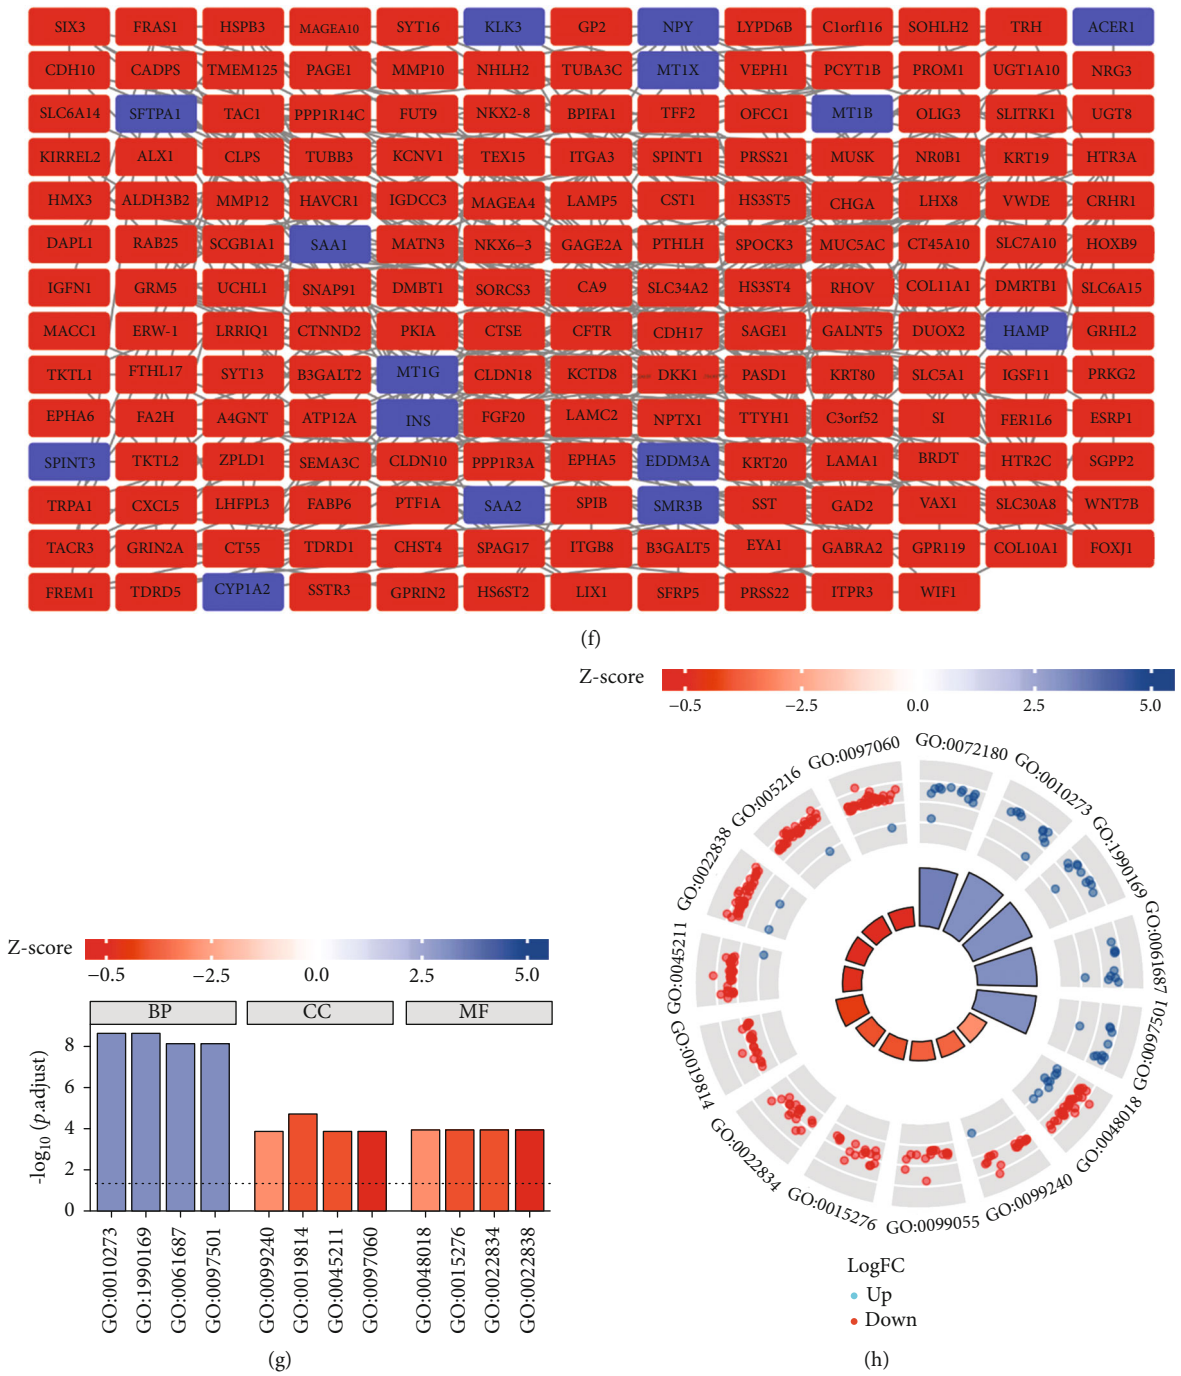 SIX3 FRAS1 HSPB3 MAGEA10 SYT16 KLK3 GP2 NPY LYPD6B C1orf116 SOHLH2 TRH ACER1
CDH10 CADPS TMEM125 PAGE1 MMP10 NHLH2 TUBA3C MT1X VEPH1 PCYT1B PROM1 UGT1A10 NRG3
SLC6A14 SFTPA1 TAC1 PPP1R14C FUT9 NKX2-8 BPIFA1 TFF2 OFCC1 MT1B OLIG3 SLITRK1 UGT8
KIRREL2 ALX1 CLPS TUBB3 KCNV1 TEX15 ITGA3 SPINT1 PRSS21 MUSK NR0B1 KRT19 HTR3A
HMX3 ALDH3B2 MMP12 HAVCR1 IGDCC3 MAGEA4 LAMP5 CST1 HS3ST5 CHGA LHX8 VWDE CRHR1
DAPL1 RAB25 SCGB1A1 SAA1 MATN3 NKX6−3 GAGE2A PTHLH SPOCK3 MUC5AC CT45A10 SLC7A10 HOXB9
IGFN1 GRM5 UCHL1 SNAP91 DMBT1 SORCS3 CA9 SLC34A2 HS3ST4 RHOV COL11A1 DMRTB1 SLC6A15
MACC1 ERW-1 LRRIQ1 CTNND2 PKIA CTSE CFTR CDH17 SAGE1 GALNT5 DUOX2 HAMP GRHL2
TKTL1 FTHL17 SYT13 B3GALT2 MT1G CLDN18 KCTD8 DKK1 PASD1 KRT80 SLC5A1 IGSF11 PRKG2
EPHA6 FA2H A4GNT ATP12A INS FGF20 LAMC2 NPTX1 TTYH1 C3orf52 SI FER1L6 ESRP1
SPINT3 TKTL2 ZPLD1 SEMA3C CLDN10 PPP1R3A EPHA5 EDDM3A KRT20 LAMA1 BRDT HTR2C SGPP2
TRPA1 CXCL5 LHFPL3 FABP6 PTF1A SAA2 SPIB SMR3B SST GAD2 VAX1 SLC30A8 WNT7B
TACR3 GRIN2A CT55 TDRD1 CHST4 SPAG17 ITGB8 B3GALT5 EYA1 GABRA2 GPR119 COL10A1 FOXJ1
FREM1 TDRD5 CYP1A2 SSTR3 GPRIN2 HS6ST2 LIX1 SFRP5 PRSS22 ITPR3 WIF1
(f)
Z-score
−0.5 −2.5 0.0 2.5 5.0
BP CC MF
-log10 (p.adjust)
8
6
4
2
0
GO:0010273
GO:1990169
GO:0061687
GO:0097501
GO:0099240
GO:0019814
GO:0045211
GO:0097060
GO:0048018
GO:0015276
GO:0022834
GO:0022838
(g)
Z-score
−0.5 −2.5 0.0 2.5 5.0
GO:0072180
GO:0010273
GO:1990169
GO:0061687
GO:0097501
GO:0048018
GO:0099240
GO:0099055
GO:0015276
GO:0022834
GO:0019814
GO:0045211
GO:0022838
GO:005216
GO:0097060
LogFC
Up
Down
(h)